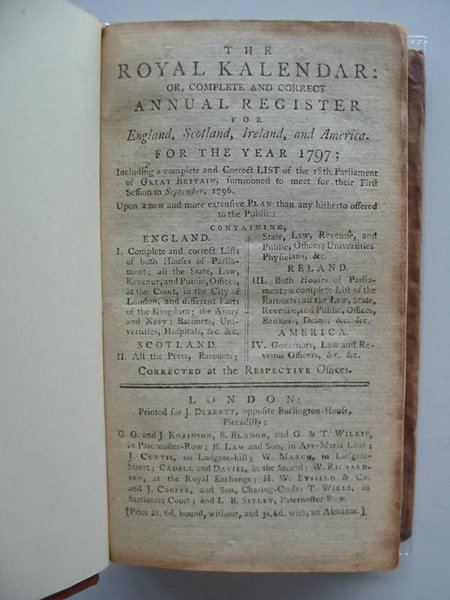 THE
ROYAL KALENDAR:
OR, COMPLETE AND CORRECT
ANNUAL REGISTER
FOR
England, Scotland, Ireland, and America.
FOR THE YEAR 1797;
Including a complete and Correct LIST of the 18th Parliament
of GREAT BRITAIN, summoned to meet for their First
Session in September, 1796.
Upon a new and more extensive PLAN than any hitherto offered
to the Public:
CONTAINING,
ENGLAND.
I. Complete and correct Lists
of both Houses of Parlia-
ment; all the State, Law,
Revenue, and Public, Offices,
at the Court, in the City of
London, and different Parts
of the Kingdom; the Army
and Navy; Baronets, Uni-
versities, Hospitals, &c. &c.
SCOTLAND.
II. All the Peers, Baronets;
State, Law, Revenue, and
Public, Offices; Universities
Physicians, &c.
IRELAND.
III. Both Houses of Parlia-
ment; a complete List of the
Baronets; all the Law, State,
Revenue, and Public, Offices,
Bankers, Deans, &c. &c.
AMERICA.
IV. Governors, Law and Re-
venue Officers, &c. &c.
CORRECTED at the RESPECTIVE Offices.
LONDON:
Printed for J. DEBRETT, opposite Burlington-House,
Piccadilly:
G. G. and J. ROBINSON, S. BLADON, and G. & T. WILKIE,
in Paternoster-Row; B. LAW and Son, in Ave-Maria Lane;
J. CURTIS, on Ludgate-hill; W. MARCH, in Ludgate-
Street; CADELL and DAVIES, in the Strand; W. RICHARD-
SON, at the Royal Exchange; H. W. & Co.
and J. COOPER, and SON, Charing-Cross; T. WILLS, in
Stationers Court; and L. B. SEELEY, Paternoster Row.
[Price 2s. 6d. bound, without, and 3s. 6d. with, an Almanac.]